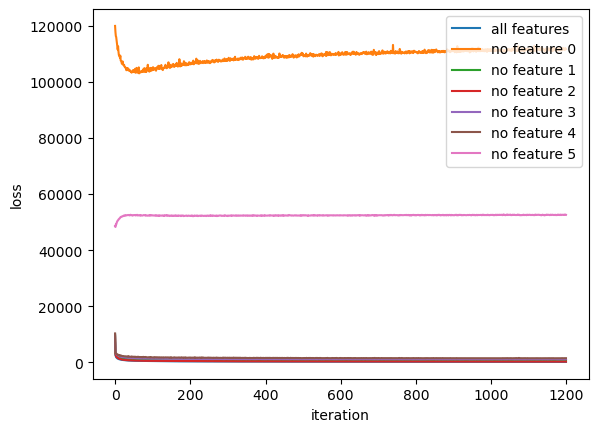 120000
100000
80000
60000
40000
20000
0
loss
0
200
400
600
800
1000
1200
iteration
all features
no feature 0
no feature 1
no feature 2
no feature 3
no feature 4
no feature 5